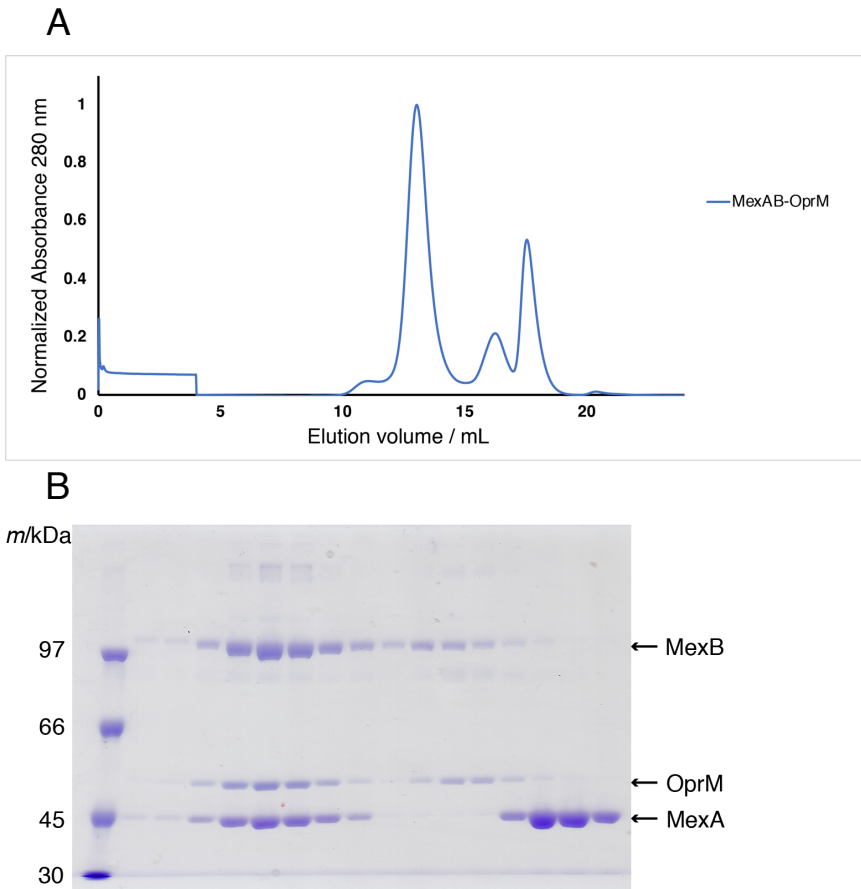 A
Normalized Absorbance 280 nm
1
0.8
0.6
0.4
0.2
0
0 5 10 15 20
Elution volume / mL
MexAB-OprM
B
m/kDa
97
66
45
30
MexB
OprM
MexA